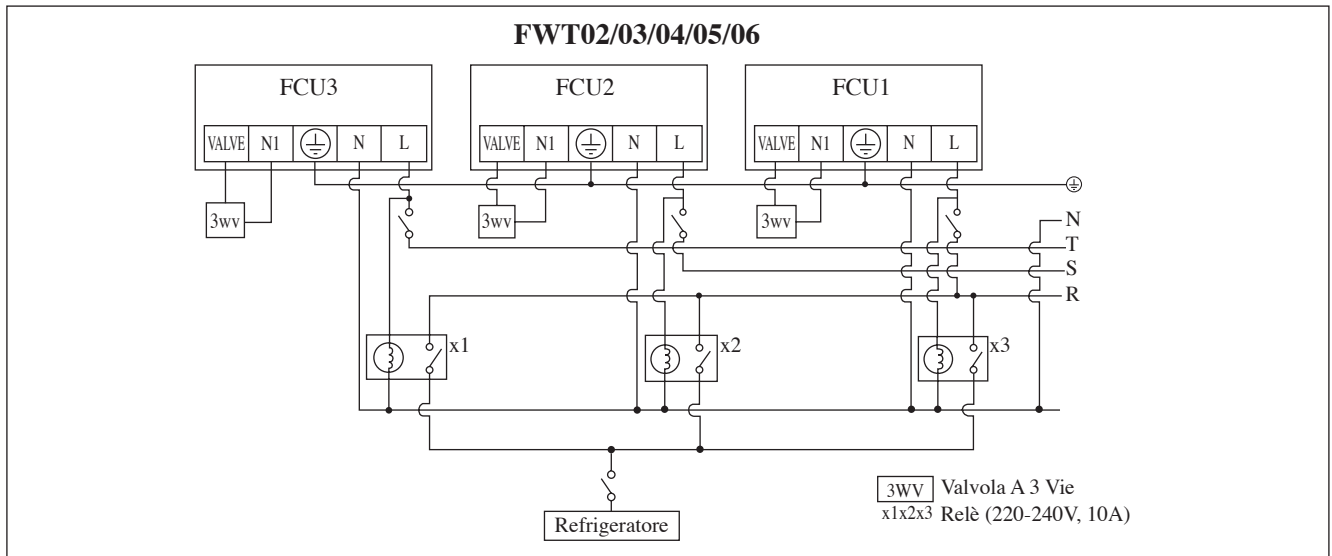 FWT02/03/04/05/06
FCU3 FCU2 FCU1
VALVE N1 N L VALVE N1 N L VALVE N1 N L
3wv 3wv 3wv
N
T
S
R
x1 x2 x3
3WV Valvola A 3 Vie
x1x2x3 Relè (220-240V, 10A)
Refrigeratore